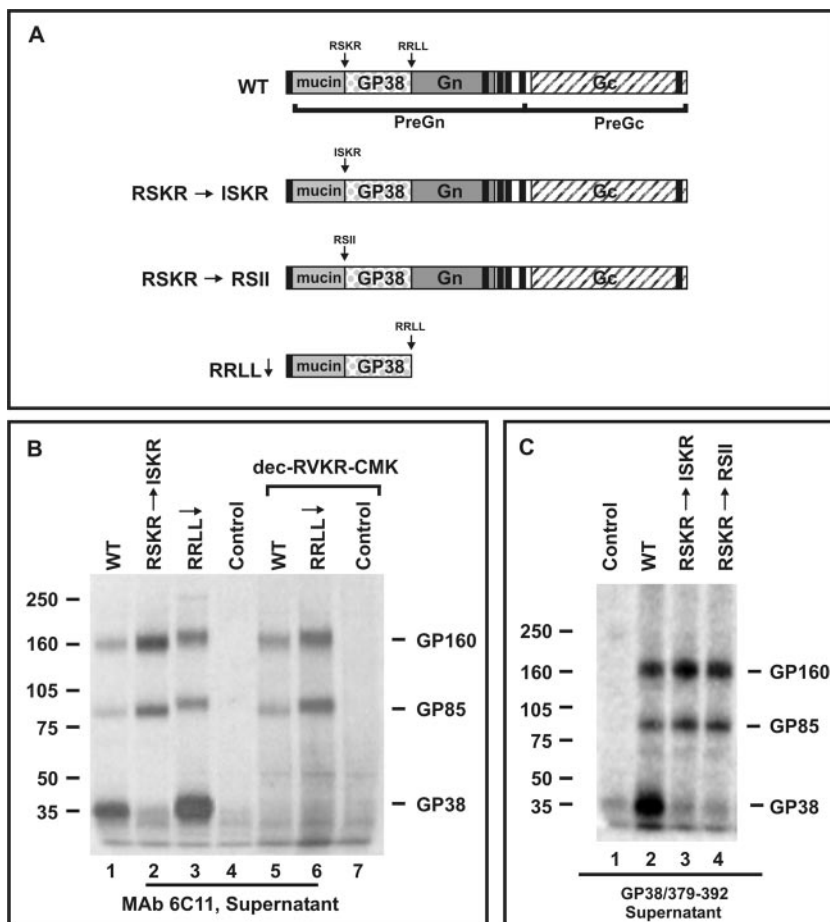 A
RSKR
RRLL
WT
mucin
GP38
Gn
Gc
PreGn
PreGc
ISKR
RSKR → ISKR
mucin
GP38
Gn
Gc
RSII
RSKR → RSII
mucin
GP38
Gn
Gc
RRLL
RRLL↓
mucin
GP38
B
dec-RVKR-CMK
WT
RSKR→ISKR
RRLL→
Control
WT
RRLL→
Control
250
160
105
75
50
35
GP160
GP85
GP38
1 2 3 4 5 6 7
MAb 6C11, Supernatant
C
Control
WT
RSKR→ISKR
RSKR→RSII
250
160
105
75
50
35
GP160
GP85
GP38
1 2 3 4
GP38/379-392
Supernatant